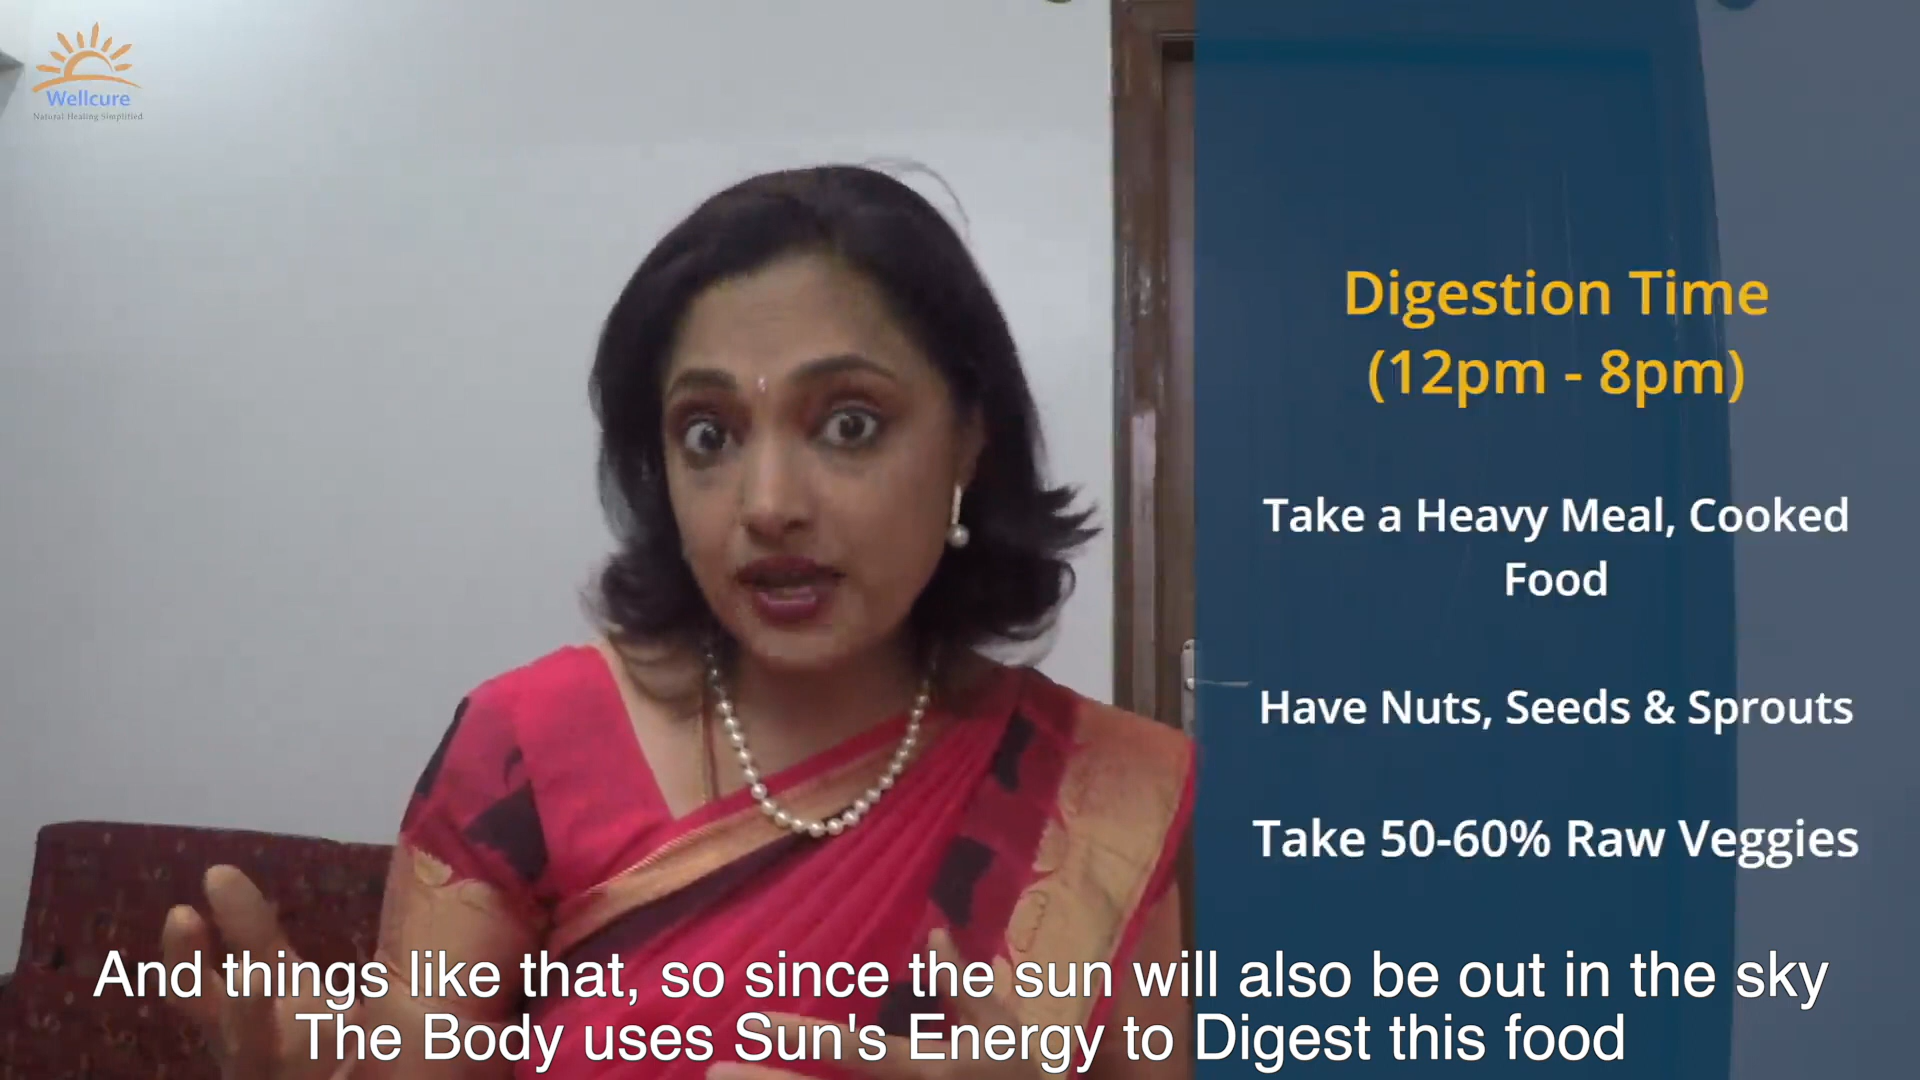 Wellcure
Natural Healing Simplified
Digestion Time
(12pm - 8pm)
Take a Heavy Meal, Cooked
Food
Have Nuts, Seeds & Sprouts
Take 50-60% Raw Veggies
And things like that, so since the sun will also be out in the sky
The Body uses Sun's Energy to Digest this food